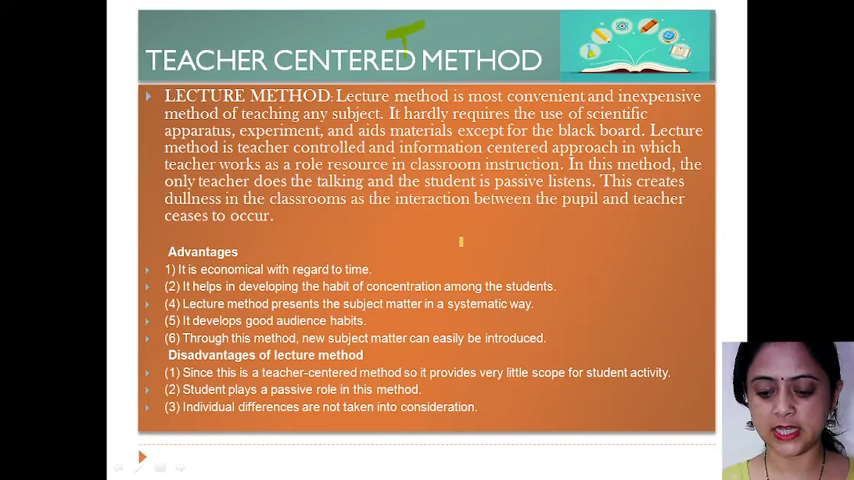 T
TEACHER CENTERED METHOD
LECTURE METHOD: Lecture method is most convenient and inexpensive
method of teaching any subject. It hardly requires the use of scientific
apparatus, experiment, and aids materials except for the black board. Lecture
method is teacher controlled and information centered approach in which
teacher works as a role resource in classroom instruction. In this method, the
only teacher does the talking and the student is passive listens. This creates
dullness in the classrooms as the interaction between the pupil and teacher
ceases to occur.
Advantages
1) It is economical with regard to time.
(2) It helps in developing the habit of concentration among the students.
(4) Lecture method presents the subject matter in a systematic way.
(5) It develops good audience habits.
(6) Through this method, new subject matter can easily be introduced.
Disadvantages of lecture method
(1) Since this is a teacher-centered method so it provides very little scope for student activity.
(2) Student plays a passive role in this method.
(3) Individual differences are not taken into consideration.